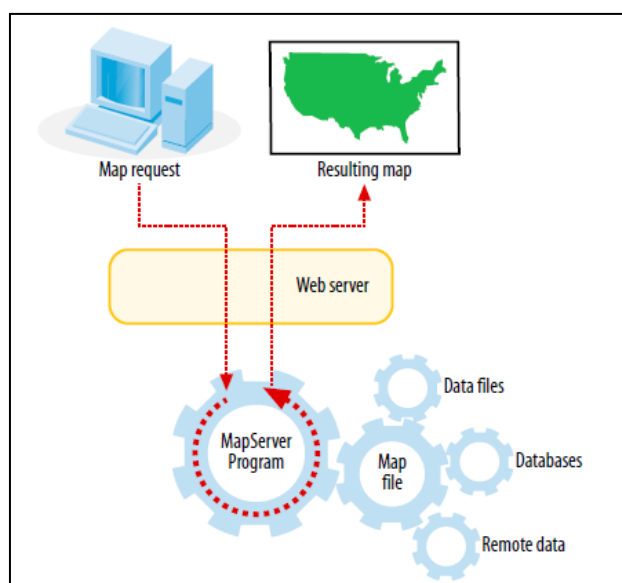 Map request
Resulting map
Web server
MapServer
Program
Map
file
Data files
Databases
Remote data